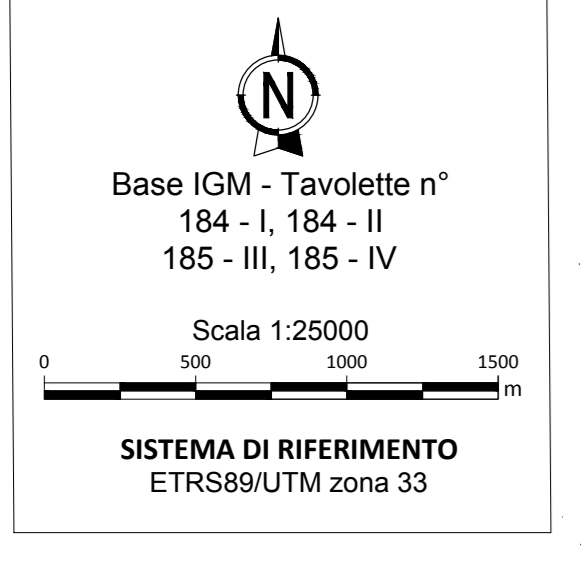 N
Base IGM - Tavolette n°
184 - I, 184 - II
185 - III, 185 - IV
Scala 1:25000
0 500 1000 1500
m
SISTEMA DI RIFERIMENTO
ETRS89/UTM zona 33